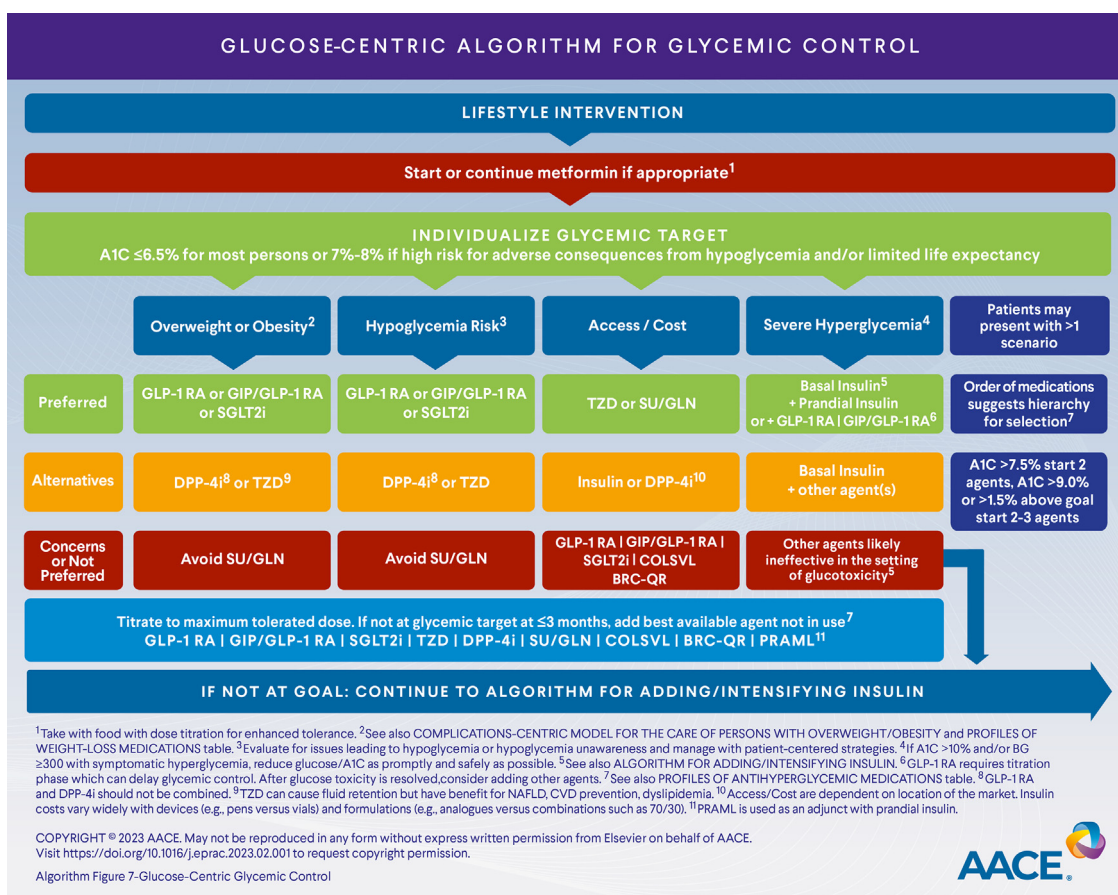 GLUCOSE-CENTRIC ALGORITHM FOR GLYCEMIC CONTROL
LIFESTYLE INTERVENTION
Start or continue metformin if appropriate¹
INDIVIDUALIZE GLYCEMIC TARGET
A1C ≤6.5% for most persons or 7%-8% if high risk for adverse consequences from hypoglycemia and/or limited life expectancy
Overweight or Obesity²
Hypoglycemia Risk³
Access / Cost
Severe Hyperglycemia⁴
Patients may
present with >1
scenario
Preferred
GLP-1 RA or GIP/GLP-1 RA
or SGLT2i
GLP-1 RA or GIP/GLP-1 RA
or SGLT2i
TZD or SU/GLN
Basal Insulin⁵
+ Prandial Insulin
or + GLP-1 RA | GIP/GLP-1 RA⁶
Order of medications
suggests hierarchy
for selection⁷
Alternatives
DPP-4i⁸ or TZD⁹
DPP-4i⁸ or TZD
Insulin or DPP-4i¹⁰
Basal Insulin
+ other agent(s)
A1C >7.5% start 2
agents, A1C >9.0%
or >1.5% above goal
start 2-3 agents
Concerns
or Not
Preferred
Avoid SU/GLN
Avoid SU/GLN
GLP-1 RA | GIP/GLP-1 RA |
SGLT2i | COLSVL
BRC-QR
Other agents likely
ineffective in the setting
of glucotoxicity⁵
Titrate to maximum tolerated dose. If not at glycemic target at ≤3 months, add best available agent not in use⁷
GLP-1 RA | GIP/GLP-1 RA | SGLT2i | TZD | DPP-4i | SU/GLN | COLSVL | BRC-QR | PRAML¹¹
IF NOT AT GOAL: CONTINUE TO ALGORITHM FOR ADDING/INTENSIFYING INSULIN
¹Take with food with dose titration for enhanced tolerance. ²See also COMPLICATIONS-CENTRIC MODEL FOR THE CARE OF PERSONS WITH OVERWEIGHT/OBESITY and PROFILES OF
WEIGHT-LOSS MEDICATIONS table. ³Evaluate for issues leading to hypoglycemia or hypoglycemia unawareness and manage with patient-centered strategies. ⁴If A1C >10% and/or BG
≥300 with symptomatic hyperglycemia, reduce glucose/A1C as promptly and safely as possible. ⁵See also ALGORITHM FOR ADDING/INTENSIFYING INSULIN. ⁶GLP-1 RA requires titration
phase which can delay glycemic control. After glucose toxicity is resolved,consider adding other agents. ⁷See also PROFILES OF ANTIHYPERGLYCEMIC MEDICATIONS table. ⁸GLP-1 RA
and DPP-4i should not be combined. ⁹TZD can cause fluid retention but have benefit for NAFLD, CVD prevention, dyslipidemia. ¹⁰Access/Cost are dependent on location of the market. Insulin
costs vary widely with devices (e.g., pens versus vials) and formulations (e.g., analogues versus combinations such as 70/30). ¹¹PRAML is used as an adjunct with prandial insulin.
COPYRIGHT © 2023 AACE. May not be reproduced in any form without express written permission from Elsevier on behalf of AACE.
Visit https://doi.org/10.1016/j.eprac.2023.02.001 to request copyright permission.
Algorithm Figure 7-Glucose-Centric Glycemic Control
AACE®